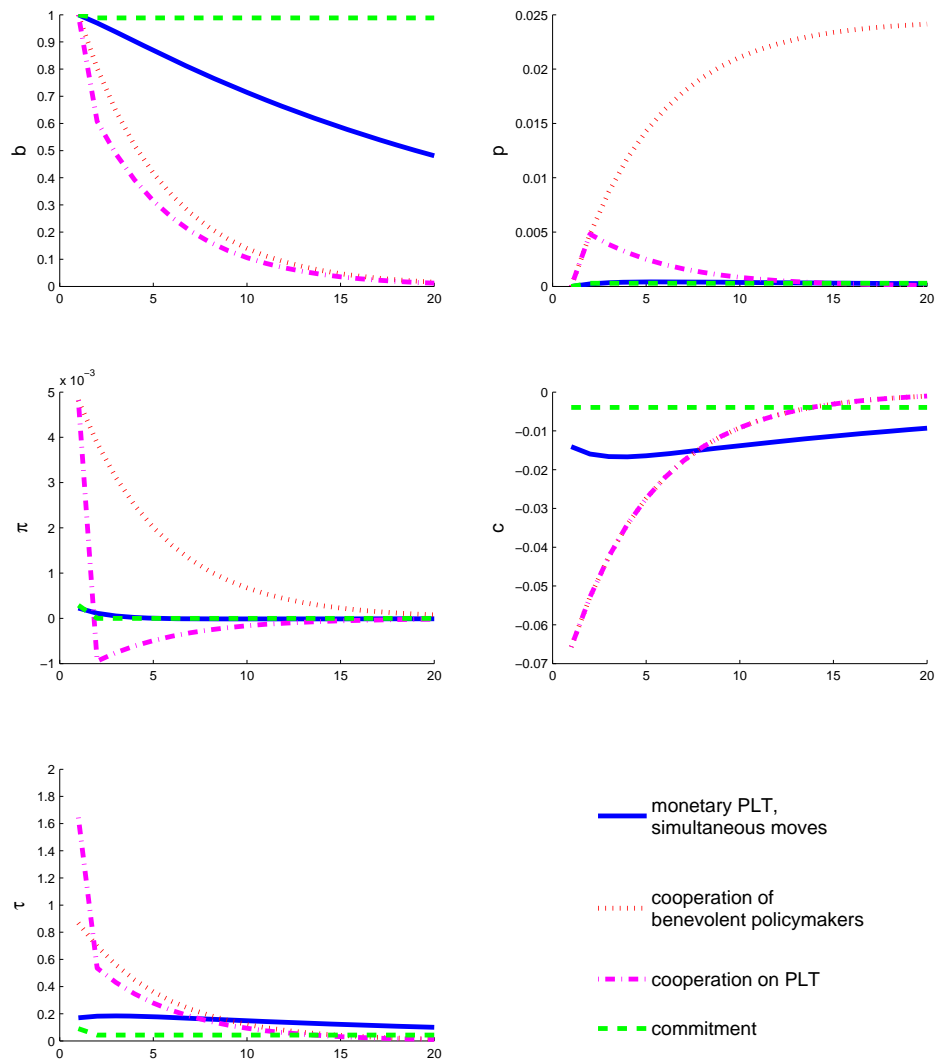 1
0.9
0.8
0.7
0.6
0.5
0.4
0.3
0.2
0.1
0
b
0 5 10 15 20
0.025
0.02
0.015
0.01
0.005
0
p
0 5 10 15 20
x 10⁻³
5
4
3
2
1
0
−1
π
0 5 10 15 20
0
−0.01
−0.02
−0.03
−0.04
−0.05
−0.06
−0.07
c
0 5 10 15 20
2
1.8
1.6
1.4
1.2
1
0.8
0.6
0.4
0.2
0
τ
0 5 10 15 20
monetary PLT,
simultaneous moves
cooperation of
benevolent policymakers
cooperation on PLT
commitment